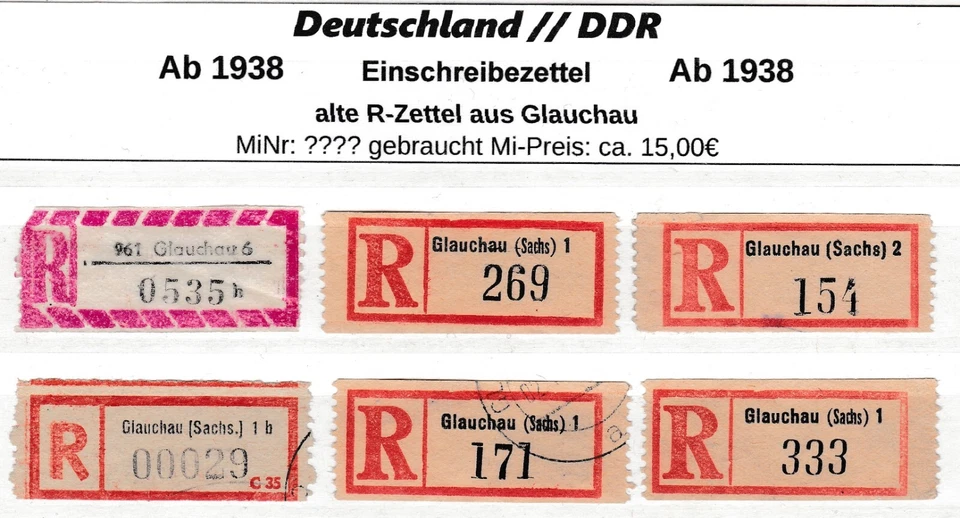 Deutschland // DDR
Ab 1938 Einschreibezettel Ab 1938
alte R-Zettel aus Glauchau
MiNr: ???? gebraucht Mi-Preis: ca. 15,00€
R 961 Glauchau 6
0535 h
R Glauchau (Sachs) 1
269
R Glauchau (Sachs) 2
154
R Glauchau [Sachs.] 1 b
00029
C 35
R Glauchau (Sachs) 1
171
a
R Glauchau (Sachs) 1
333